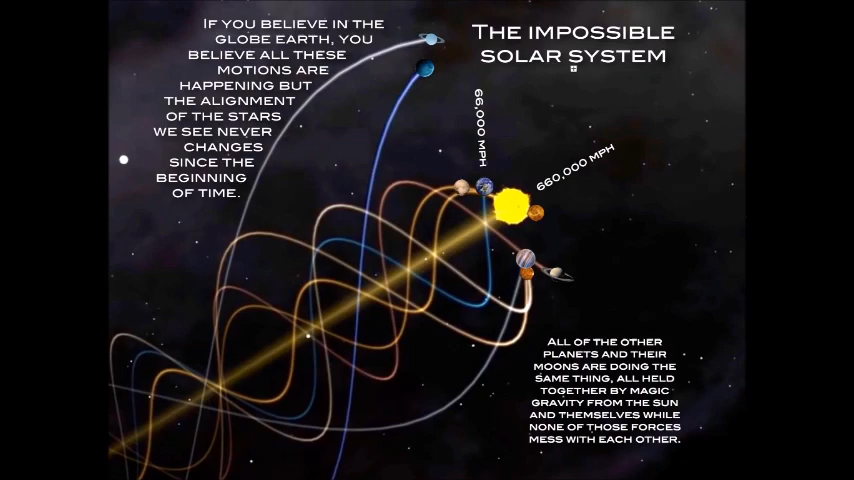 If you believe in the
globe earth, you
believe all these
motions are
happening but
the alignment
of the stars
we see never
changes
since the
beginning
of time.
The impossible
solar system
66,000 mph
660,000 mph
All of the other
planets and their
moons are doing the
same thing, all held
together by magic
gravity from the sun
and themselves while
none of those forces
mess with each other.